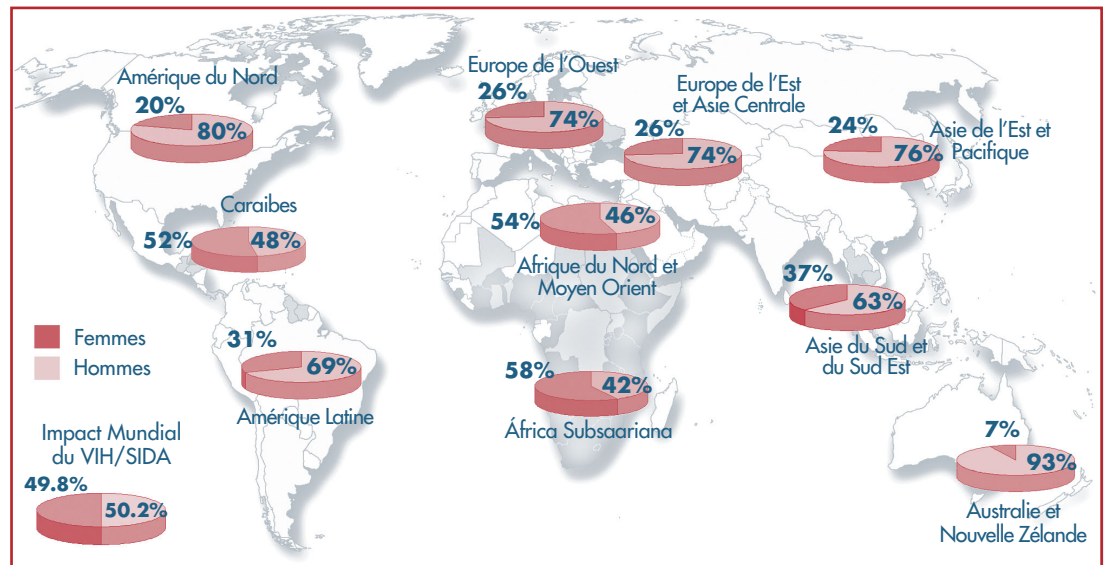 Amérique du Nord
20%
80%
Europe de l'Ouest
26%
74%
Europe de l'Est
et Asie Centrale
26%
74%
24%
76%
Asie de l'Est et
Pacifique
Caraibes
52%
48%
54%
46%
Afrique du Nord et
Moyen Orient
37%
63%
Asie du Sud et
du Sud Est
Femmes
Hommes
31%
69%
Amérique Latine
58%
42%
África Subsaariana
Impact Mundial
du VIH/SIDA
49.8%
50.2%
7%
93%
Australie et
Nouvelle Zélande